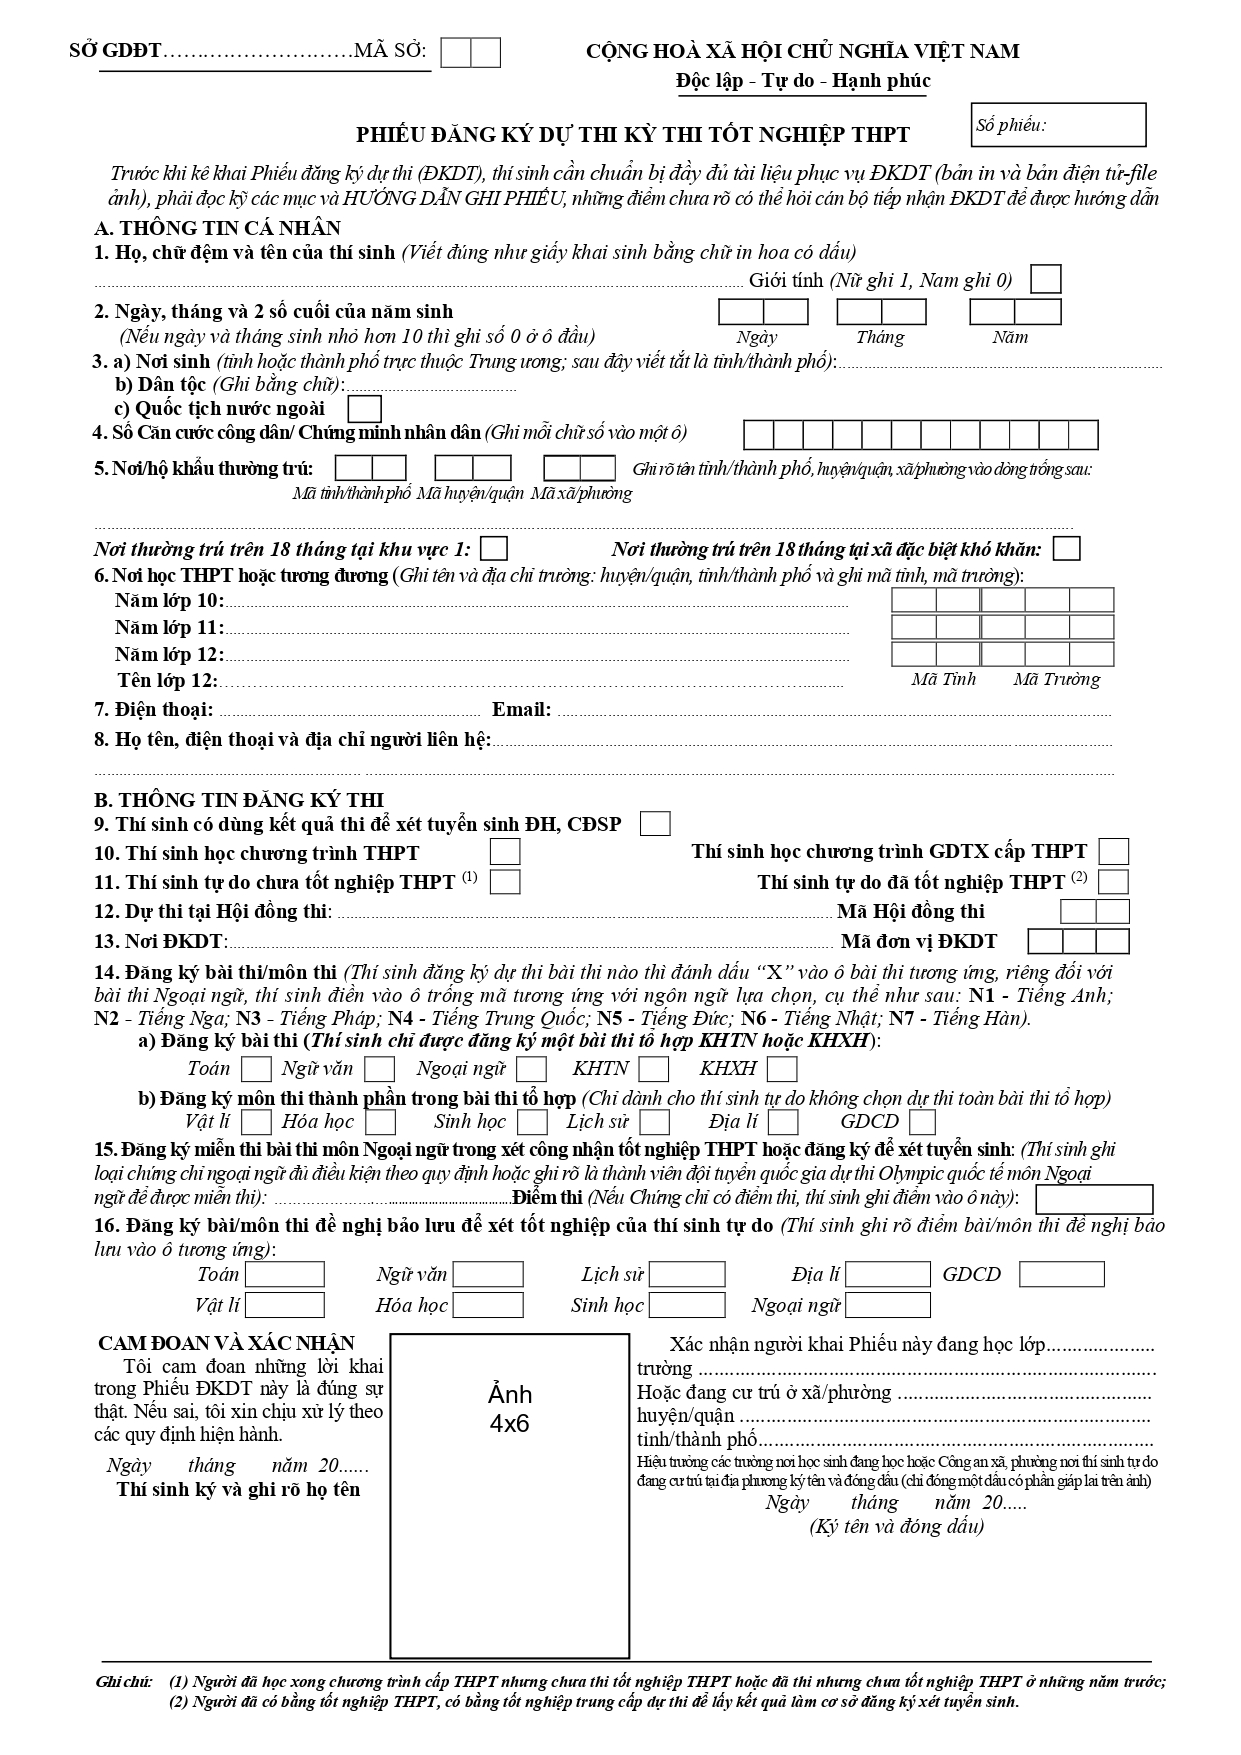 SỞ GDĐT……………………….MÃ SỞ:
CỘNG HOÀ XÃ HỘI CHỦ NGHĨA VIỆT NAM
Độc lập - Tự do - Hạnh phúc
Số phiếu:
PHIẾU ĐĂNG KÝ DỰ THI KỲ THI TỐT NGHIỆP THPT
Trước khi kê khai Phiếu đăng ký dự thi (ĐKDT), thí sinh cần chuẩn bị đầy đủ tài liệu phục vụ ĐKDT (bản in và bản điện tử-file
ảnh), phải đọc kỹ các mục và HƯỚNG DẪN GHI PHIẾU, những điểm chưa rõ có thể hỏi cán bộ tiếp nhận ĐKDT để được hướng dẫn
A. THÔNG TIN CÁ NHÂN
1. Họ, chữ đệm và tên của thí sinh (Viết đúng như giấy khai sinh bằng chữ in hoa có dấu)
........................................ Giới tính (Nữ ghi 1, Nam ghi 0)
2. Ngày, tháng và 2 số cuối của năm sinh
(Nếu ngày và tháng sinh nhỏ hơn 10 thì ghi số 0 ở ô đầu) Ngày Tháng Năm
3. a) Nơi sinh (tỉnh hoặc thành phố trực thuộc Trung ương; sau đây viết tắt là tỉnh/thành phố):........................................
b) Dân tộc (Ghi bằng chữ):........................................
c) Quốc tịch nước ngoài
4. Số Căn cước công dân/ Chứng minh nhân dân (Ghi mỗi chữ số vào một ô)
5. Nơi/hộ khẩu thường trú: Ghi rõ tên tỉnh/thành phố, huyện/quận, xã/phường vào dòng trống sau:
Mã tỉnh/thành phố Mã huyện/quận Mã xã/phường
........................................
Nơi thường trú trên 18 tháng tại khu vực 1: Nơi thường trú trên 18 tháng tại xã đặc biệt khó khăn:
6. Nơi học THPT hoặc tương đương (Ghi tên và địa chỉ trường: huyện/quận, tỉnh/thành phố và ghi mã tỉnh, mã trường):
Năm lớp 10:........................................
Năm lớp 11:........................................
Năm lớp 12:........................................
Tên lớp 12:........................................ Mã Tỉnh Mã Trường
7. Điện thoại: ........................................ Email: ........................................
8. Họ tên, điện thoại và địa chỉ người liên hệ:........................................
........................................ ........................................
B. THÔNG TIN ĐĂNG KÝ THI
9. Thí sinh có dùng kết quả thi để xét tuyển sinh ĐH, CĐSP
10. Thí sinh học chương trình THPT Thí sinh học chương trình GDTX cấp THPT
11. Thí sinh tự do chưa tốt nghiệp THPT (1) Thí sinh tự do đã tốt nghiệp THPT (2)
12. Dự thi tại Hội đồng thi: ........................................ Mã Hội đồng thi
13. Nơi ĐKDT:........................................ Mã đơn vị ĐKDT
14. Đăng ký bài thi/môn thi (Thí sinh đăng ký dự thi bài thi nào thì đánh dấu “X” vào ô bài thi tương ứng, riêng đối với
bài thi Ngoại ngữ, thí sinh điền vào ô trống mã tương ứng với ngôn ngữ lựa chọn, cụ thể như sau: N1 - Tiếng Anh;
N2 - Tiếng Nga; N3 - Tiếng Pháp; N4 - Tiếng Trung Quốc; N5 - Tiếng Đức; N6 - Tiếng Nhật; N7 - Tiếng Hàn).
a) Đăng ký bài thi (Thí sinh chỉ được đăng ký một bài thi tổ hợp KHTN hoặc KHXH):
Toán Ngữ văn Ngoại ngữ KHTN KHXH
b) Đăng ký môn thi thành phần trong bài thi tổ hợp (Chỉ dành cho thí sinh tự do không chọn dự thi toàn bài thi tổ hợp)
Vật lí Hóa học Sinh học Lịch sử Địa lí GDCD
15. Đăng ký miễn thi bài thi môn Ngoại ngữ trong xét công nhận tốt nghiệp THPT hoặc đăng ký để xét tuyển sinh: (Thí sinh ghi
loại chứng chỉ ngoại ngữ đủ điều kiện theo quy định hoặc ghi rõ là thành viên đội tuyển quốc gia dự thi Olympic quốc tế môn Ngoại
ngữ để được miễn thi): ........................................Điểm thi (Nếu Chứng chỉ có điểm thi, thí sinh ghi điểm vào ô này):
16. Đăng ký bài/môn thi đề nghị bảo lưu để xét tốt nghiệp của thí sinh tự do (Thí sinh ghi rõ điểm bài/môn thi đề nghị bảo
lưu vào ô tương ứng):
Toán Ngữ văn Lịch sử Địa lí GDCD
Vật lí Hóa học Sinh học Ngoại ngữ
CAM ĐOAN VÀ XÁC NHẬN
Tôi cam đoan những lời khai
trong Phiếu ĐKDT này là đúng sự
thật. Nếu sai, tôi xin chịu xử lý theo
các quy định hiện hành.
Ngày tháng năm 20......
Thí sinh ký và ghi rõ họ tên
Ảnh
4x6
Xác nhận người khai Phiếu này đang học lớp.....................
trường ........................................
Hoặc đang cư trú ở xã/phường ........................................
huyện/quận ........................................
tỉnh/thành phố........................................
Hiệu trưởng các trường nơi học sinh đang học hoặc Công an xã, phường nơi thí sinh tự do
đang cư trú tại địa phương ký tên và đóng dấu (chỉ đóng một dấu có phần giáp lai trên ảnh)
Ngày tháng năm 20.....
(Ký tên và đóng dấu)
Ghi chú: (1) Người đã học xong chương trình cấp THPT nhưng chưa thi tốt nghiệp THPT hoặc đã thi nhưng chưa tốt nghiệp THPT ở những năm trước;
(2) Người đã có bằng tốt nghiệp THPT, có bằng tốt nghiệp trung cấp dự thi để lấy kết quả làm cơ sở đăng ký xét tuyển sinh.